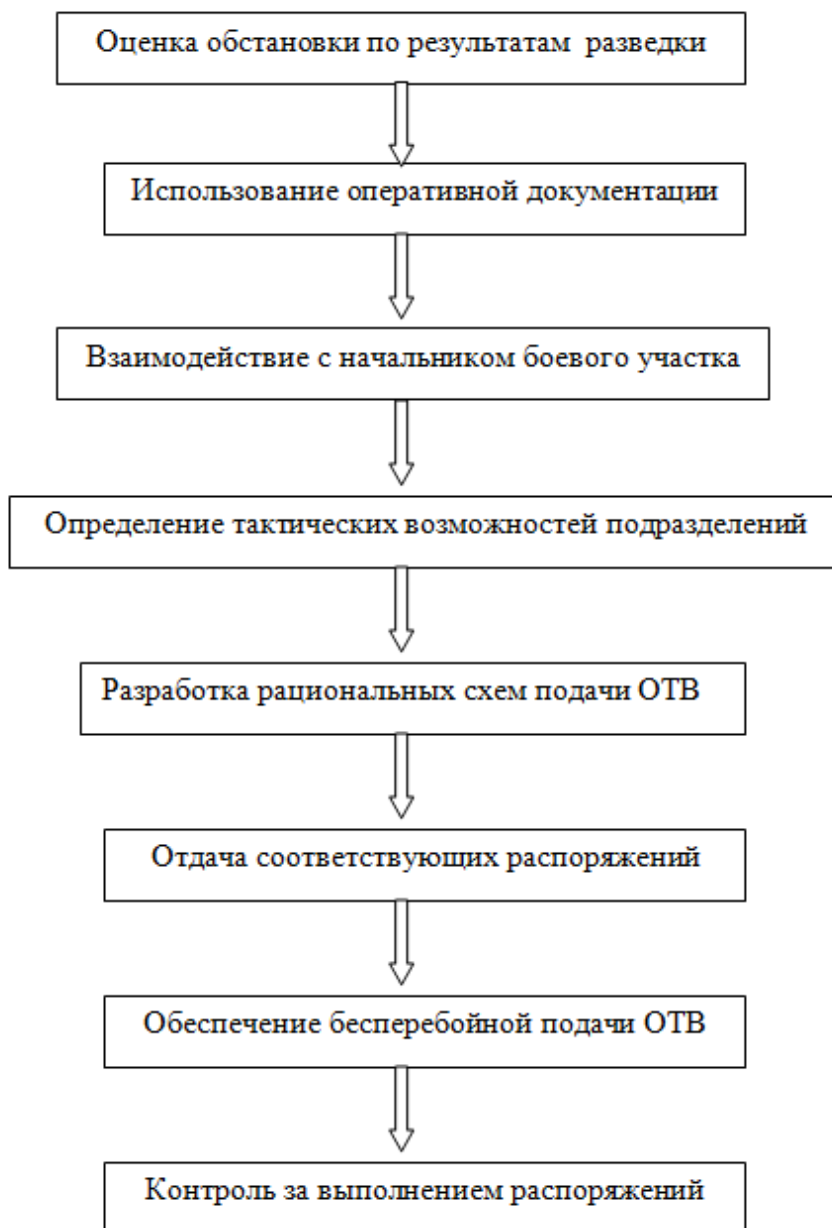 Оценка обстановки по результатам разведки
Использование оперативной документации
Взаимодействие с начальником боевого участка
Определение тактических возможностей подразделений
Разработка рациональных схем подачи ОТВ
Отдача соответствующих распоряжений
Обеспечение бесперебойной подачи ОТВ
Контроль за выполнением распоряжений